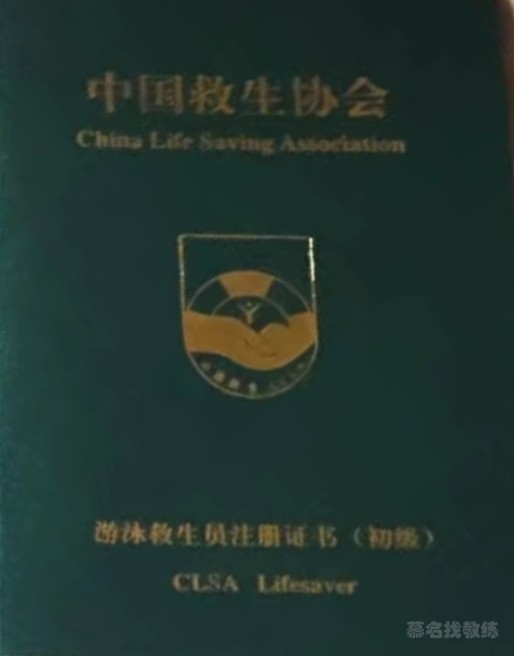 中国救生协会
China Life Saving Association
游泳救生员注册证书（初级）
CLSA Lifesaver
慕名找教练